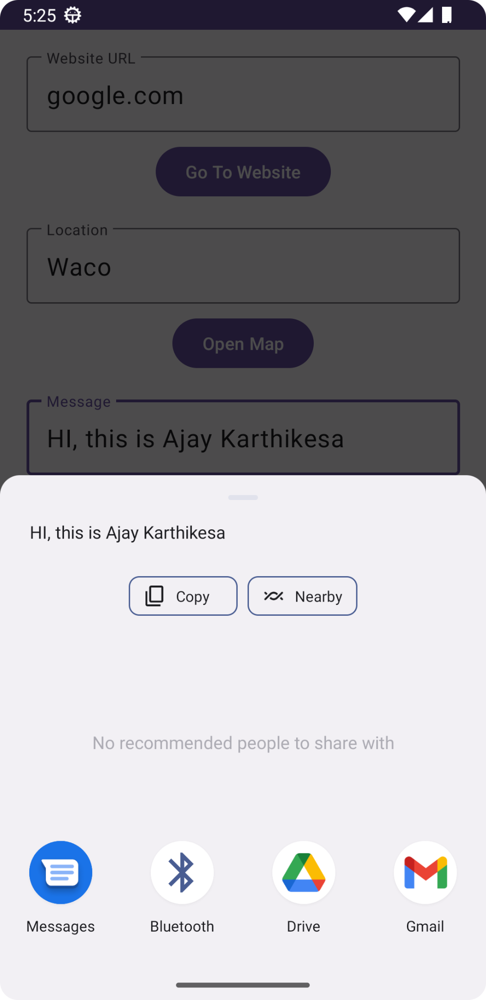 5:25
Website URL
google.com
Go To Website
Location
Waco
Open Map
Message
HI, this is Ajay Karthikesa
HI, this is Ajay Karthikesa
Copy Nearby
No recommended people to share with
Messages Bluetooth Drive Gmail